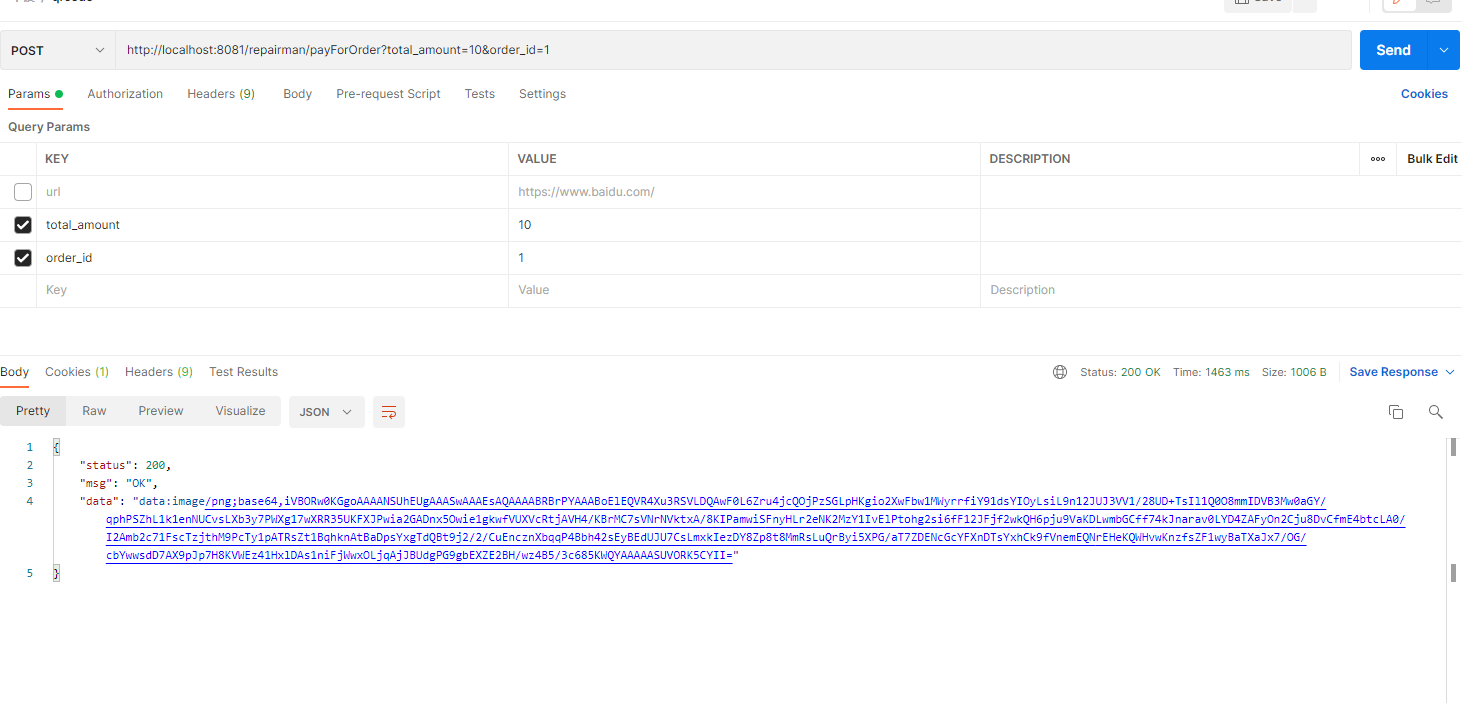 POST
http://localhost:8081/repairman/payForOrder?total_amount=10&order_id=1
Send
Params
Authorization
Headers (9)
Body
Pre-request Script
Tests
Settings
Cookies
Query Params
KEY
VALUE
DESCRIPTION
Bulk Edit
url
https://www.baidu.com/
total_amount
10
order_id
1
Key
Value
Description
Body
Cookies (1)
Headers (9)
Test Results
Status: 200 OK
Time: 1463 ms
Size: 1006 B
Save Response
Pretty
Raw
Preview
Visualize
JSON
1
{
2
"status": 200,
3
"msg": "OK",
4
"data": "data:image/png;base64,iVBORw0KGgoAAAANSUhEUgAAASwAAAEsAQAAAABRBrPYAAABoElEQVR4Xu3RSVLDQAwF0L6Zru4jcQOjPzSGLpHKgio2XwFbw1MWyrrfiY91dsYIOyLsiL9n12JUJ3VV1/28UD+TsIl1Q0O8mmIDVB3Mw0aGY/
qphPSZhL1k1enNUCvsLXb3y7PWXg17wXRR35UKFXJPwia2GADnx5Owie1gkwfVUXVcRtjAVH4/KBrMC7sVNrNVktxA/8KIPamwiSFnyHLr2eNK2MzY1IvElPtohg2si6fF12JFjf2wkQH6pju9VaKDLwmbGCff74kJnarav0LYD4ZAFyOn2Cju8DvCfmE4btcLA0/
I2Amb2c71FscTzjthM9PcTy1pATRsZt1BqhknAtBaDpsYxgTdQBt9j2/2/CuEncznXbqqP4Bbh42sEyBEdUJU7CsLmxkIezDY8Zp8t8MmRsLuQrByi5XPG/aT7ZDENcGcYFXnDTsYxhCk9fVnemEQNrEHeKQWHvwKnzfsZF1wyBaTXaJx7/OG/
cbYwwsdD7AX9pJp7H8KVWEz41HxlDAs1niFjWwxOLjqAjJBUdgPG9gbEXZE2BH/wz4B5/3c685KWQYAAAAASUVORK5CYII="
5
}